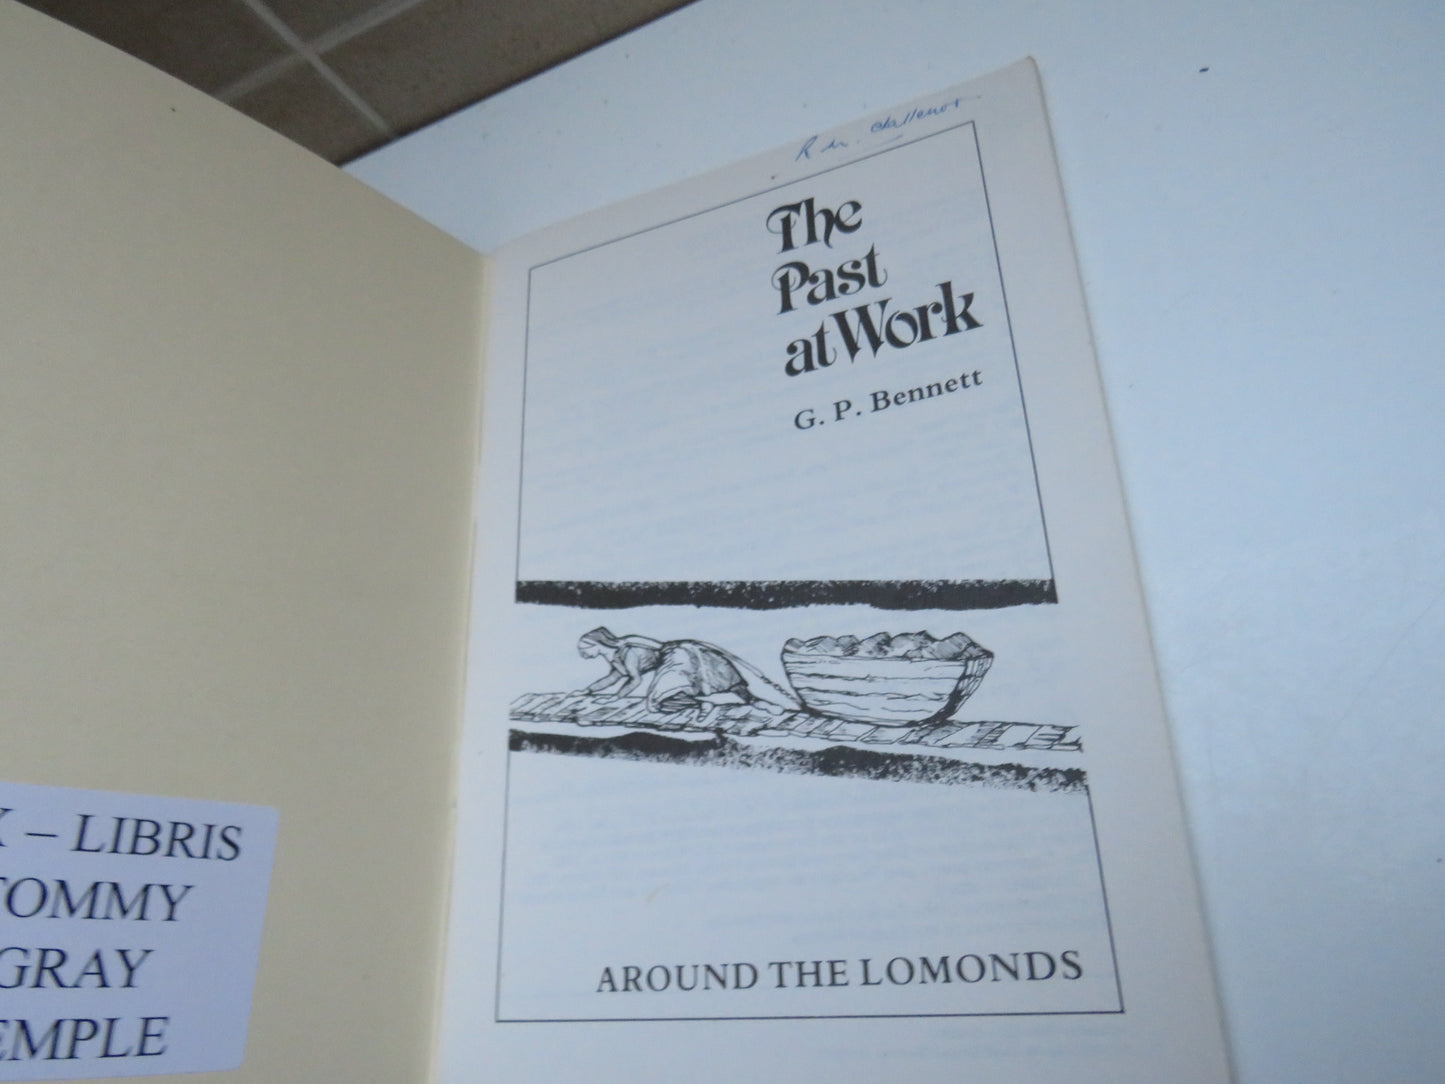 X – LIBRIS
TOMMY
GRAY
EMPLE
R M.
The
Past
at Work
G. P. Bennett
AROUND THE LOMONDS